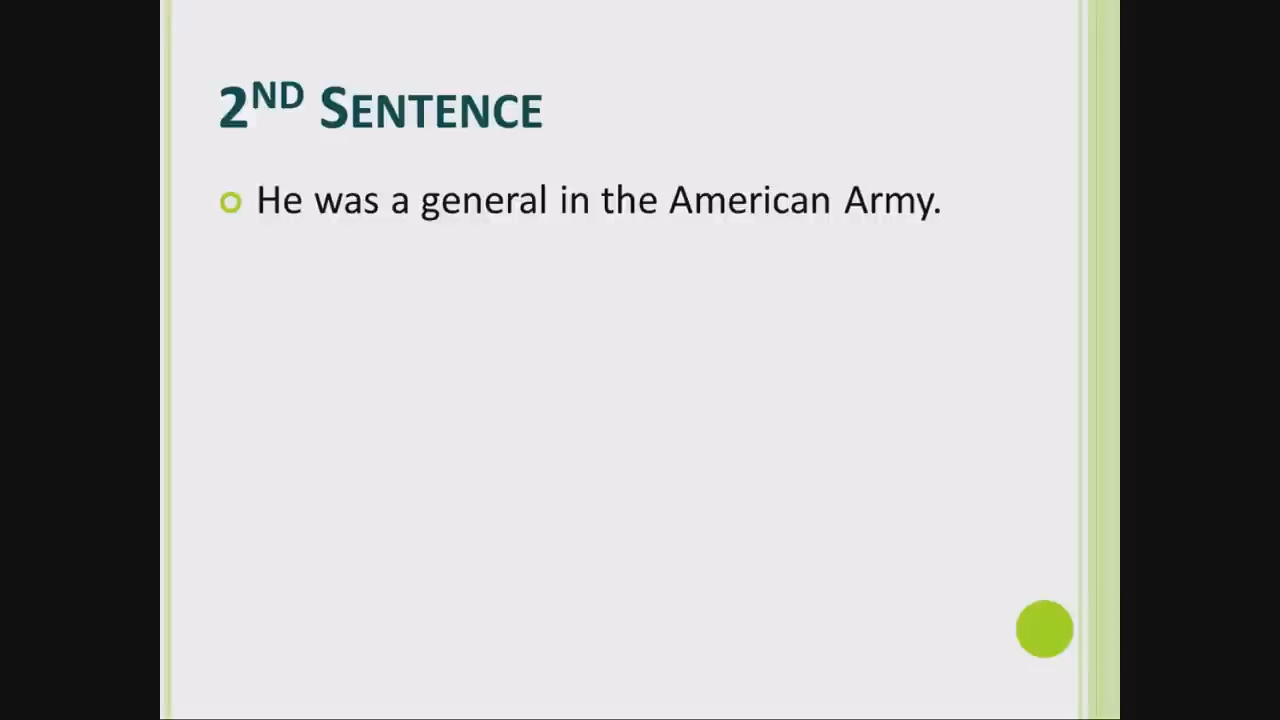 2ND SENTENCE
He was a general in the American Army.